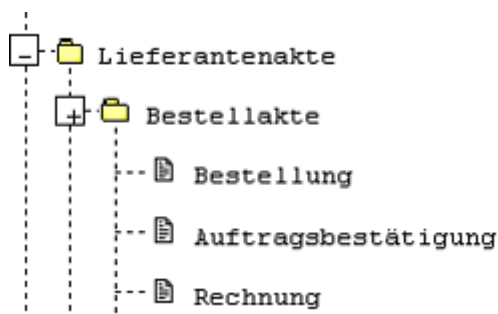 Lieferantenakte
Bestellakte
Bestellung
Auftragsbestätigung
Rechnung